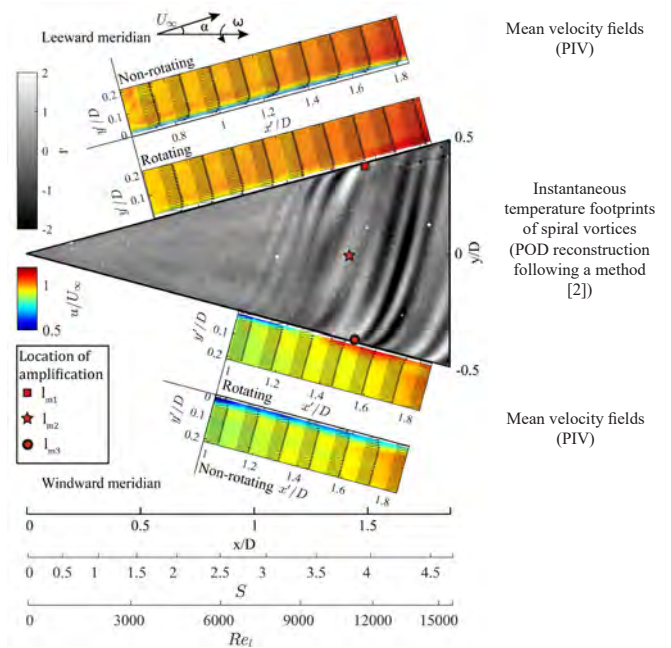 U∞
α
ω
Leeward meridian
Mean velocity fields
(PIV)
Non-rotating
0.2
0.1
0
y'/D
0.8
1
1.2
1.4
1.6
1.8
x'/D
2
1
0
-1
-2
Rotating
0.2
0.1
y'/D
0.5
0
-0.5
y/D
Instantaneous
temperature footprints
of spiral vortices
(POD reconstruction
following a method
[2])
1
0.5
u/U∞
Location of
amplification
lm1
lm2
lm3
y'/D
0.1
0.2
Rotating
1
1.2
1.4
1.6
1.8
x'/D
y'/D
0
0.1
0.2
Non-rotating
1
1.2
1.4
1.6
1.8
x'/D
Mean velocity fields
(PIV)
Windward meridian
0 0.5 1 1.5
x/D
0 0.5 1 1.5 2 2.5 3 3.5 4 4.5
S
0 3000 6000 9000 12000 15000
Rel